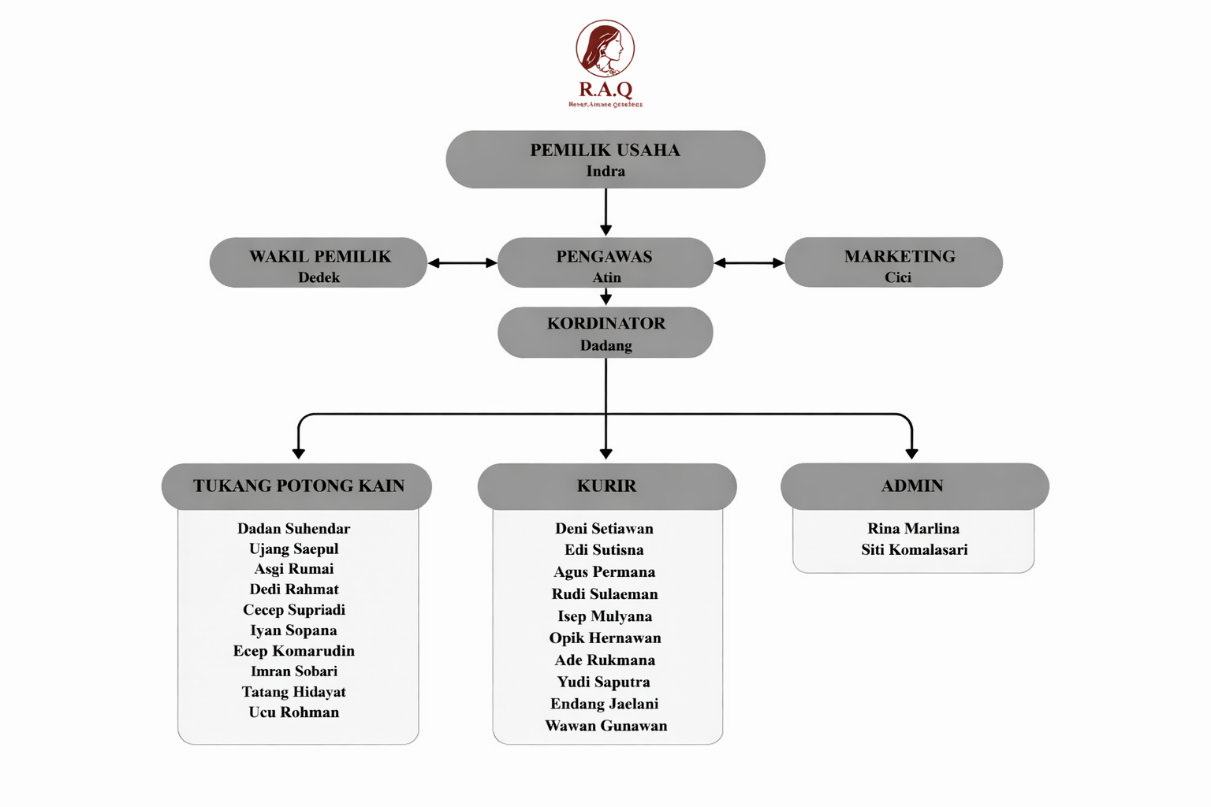 R.A.Q
PEMILIK USAHA
Indra
WAKIL PEMILIK
Dedek
PENGAWAS
Atin
MARKETING
Cici
KORDINATOR
Dadang
TUKANG POTONG KAIN
Dadan Suhendar
Ujang Saepul
Asgi Rumai
Dedi Rahmat
Cecep Supriadi
Iyan Sopana
Ecep Komarudin
Imran Sobari
Tatang Hidayat
Ucu Rohman
KURIR
Deni Setiawan
Edi Sutisna
Agus Permana
Rudi Sulaeman
Isep Mulyana
Opik Hernawan
Ade Rukmana
Yudi Saputra
Endang Jaelani
Wawan Gunawan
ADMIN
Rina Marlina
Siti Komalasari